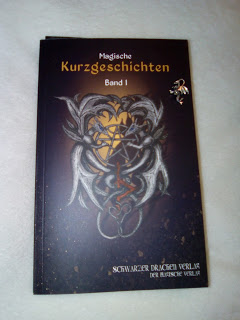 Magische
Kurzgeschichten
Band 1
SCHWARZER DRACHEN VERLAG
DER MAGISCHE VERLAG